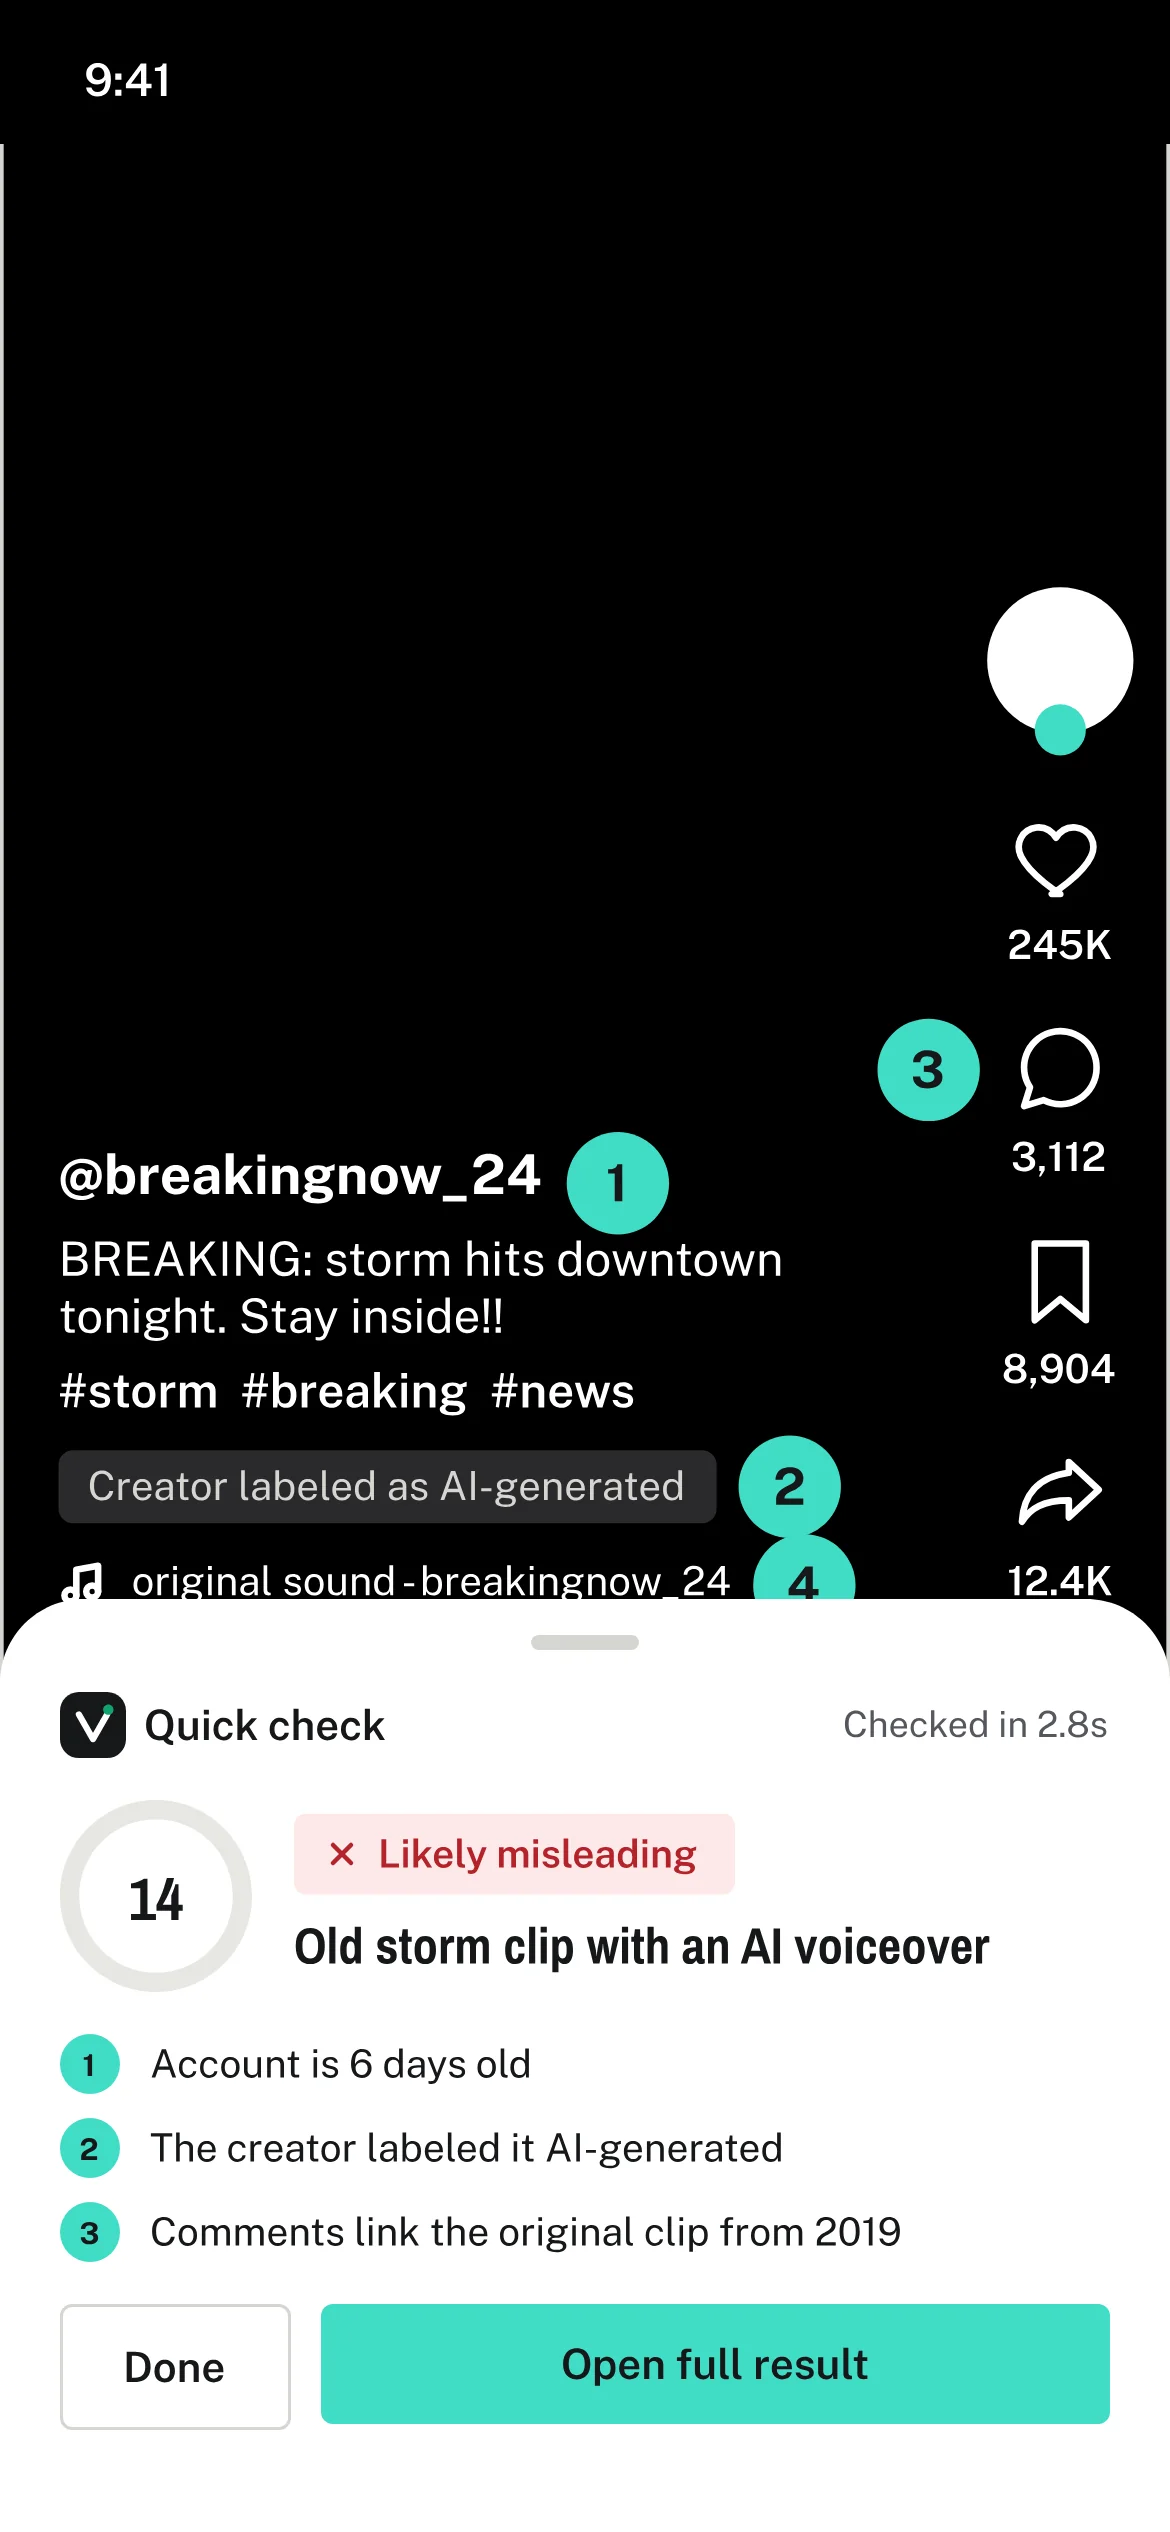 9:41
245K
3
3,112
@breakingnow_24 1
BREAKING: storm hits downtown
tonight. Stay inside!!
8,904
#storm #breaking #news
Creator labeled as AI-generated 2
original sound - breakingnow_24 4
12.4K
Quick check
Checked in 2.8s
14
Likely misleading
Old storm clip with an AI voiceover
1 Account is 6 days old
2 The creator labeled it AI-generated
3 Comments link the original clip from 2019
Done
Open full result